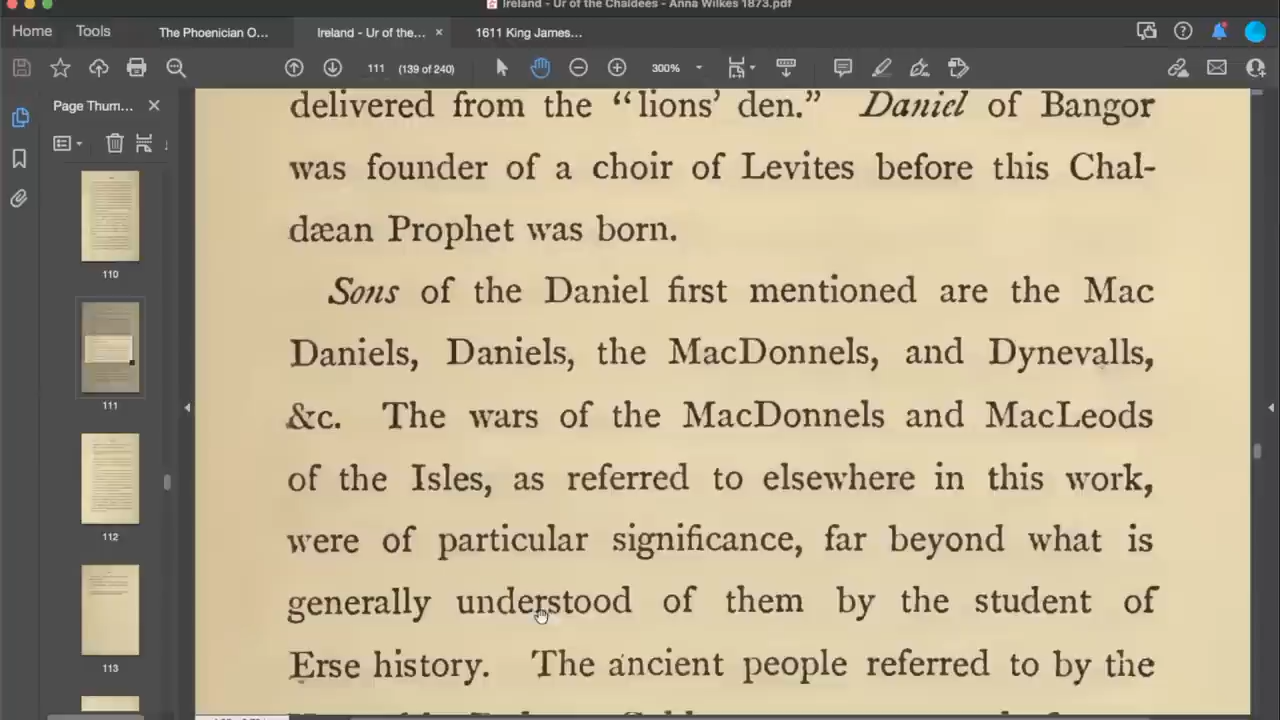 Ireland - Ur of the Chaldees - Anna Wilkes 1873.pdf
Home Tools The Phoenician O... Ireland - Ur of the... × 1611 King James...
111 (139 of 240) 300%
Page Thum... ×
110
111
112
113
delivered from the “lions’ den.” Daniel of Bangor
was founder of a choir of Levites before this Chal-
dæan Prophet was born.
Sons of the Daniel first mentioned are the Mac
Daniels, Daniels, the MacDonnels, and Dynevalls,
&c. The wars of the MacDonnels and MacLeods
of the Isles, as referred to elsewhere in this work,
were of particular significance, far beyond what is
generally understood of them by the student of
Erse history. The ancient people referred to by the